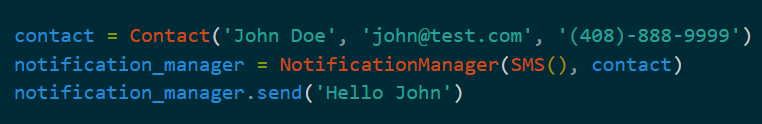 contact = Contact('John Doe', 'john@test.com', '(408)-888-9999')
notification_manager = NotificationManager(SMS(), contact)
notification_manager.send('Hello John')